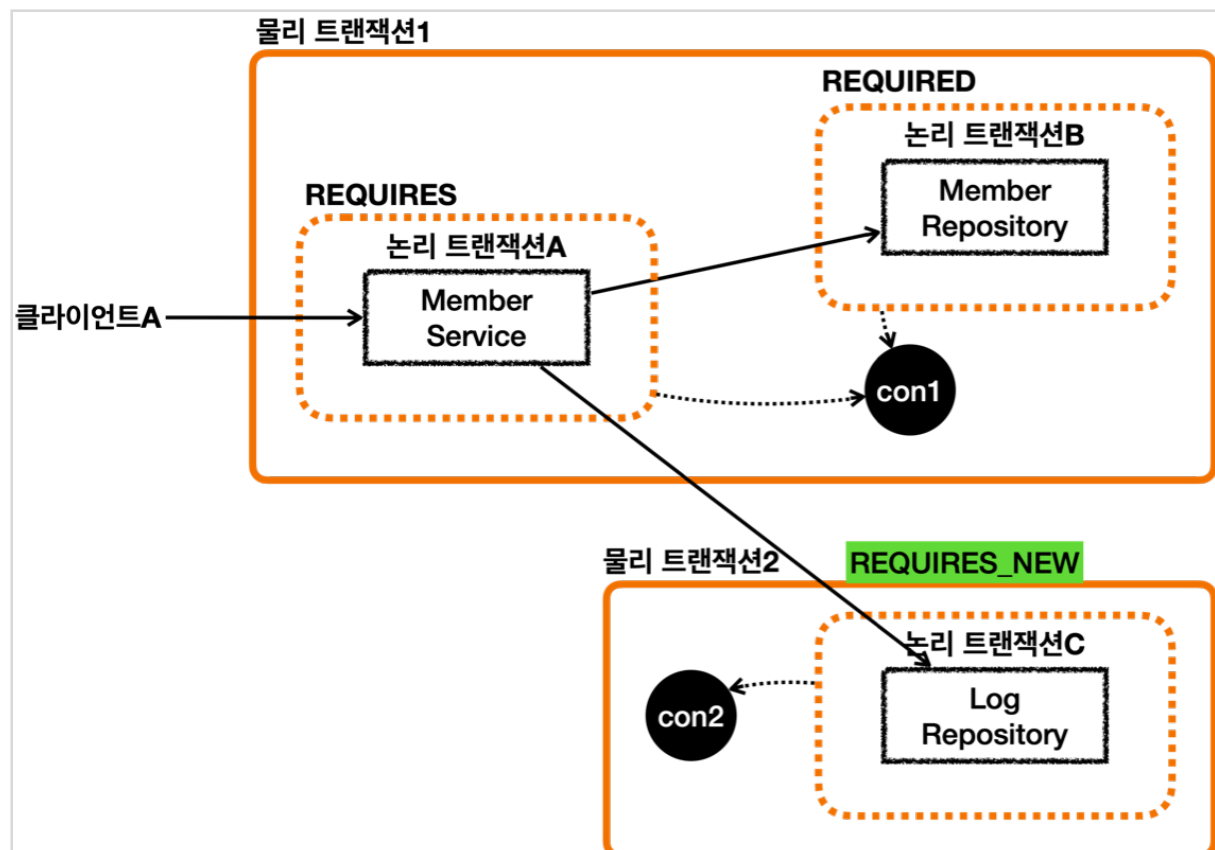 물리 트랜잭션1
REQUIRED
논리 트랜잭션B
Member
Repository
REQUIRES
논리 트랜잭션A
Member
Service
클라이언트A
con1
물리 트랜잭션2
REQUIRES_NEW
논리 트랜잭션C
Log
Repository
con2